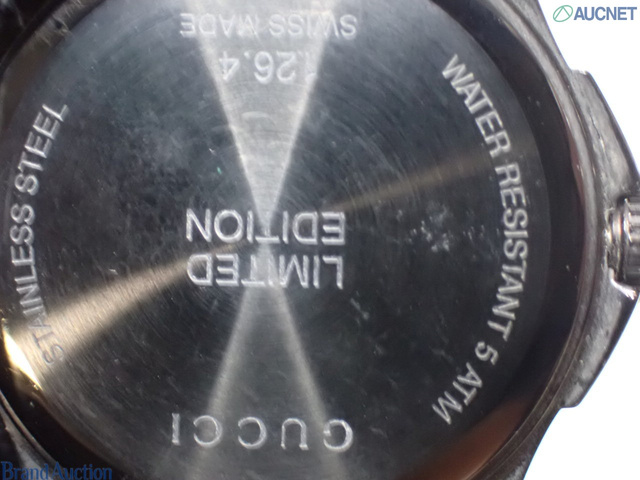 AUCNET
GUCCI
LIMITED
EDITION
126.4
SWISS MADE
STAINLESS STEEL
WATER RESISTANT 5 ATM
Brand Auction